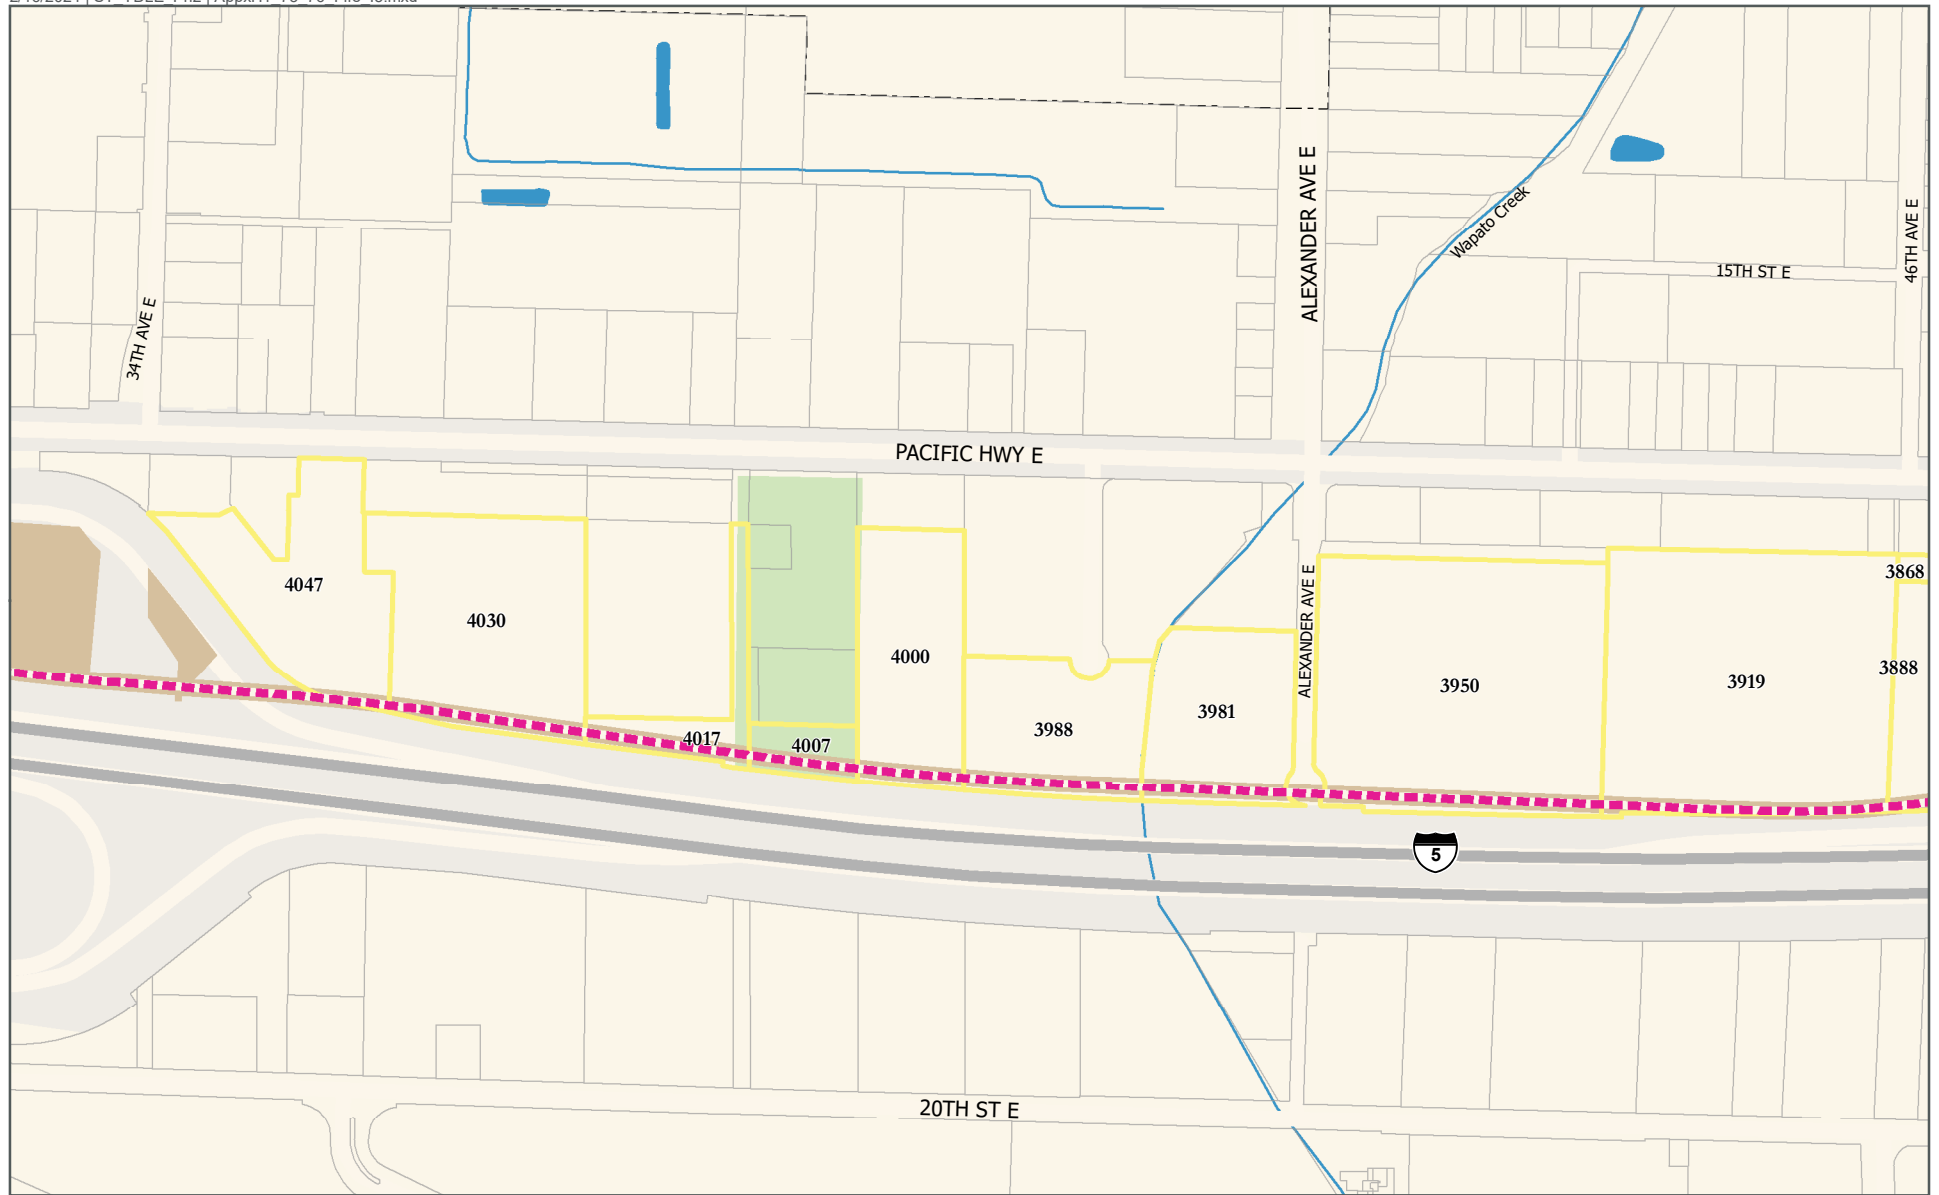 ALEXANDER AVE E
Wapato Creek
46TH AVE E
15TH ST E
34TH AVE E
PACIFIC HWY E
4047
4030
4000
3868
ALEXANDER AVE E
3888
3950
3919
3981
3988
4017
4007
5
20TH ST E